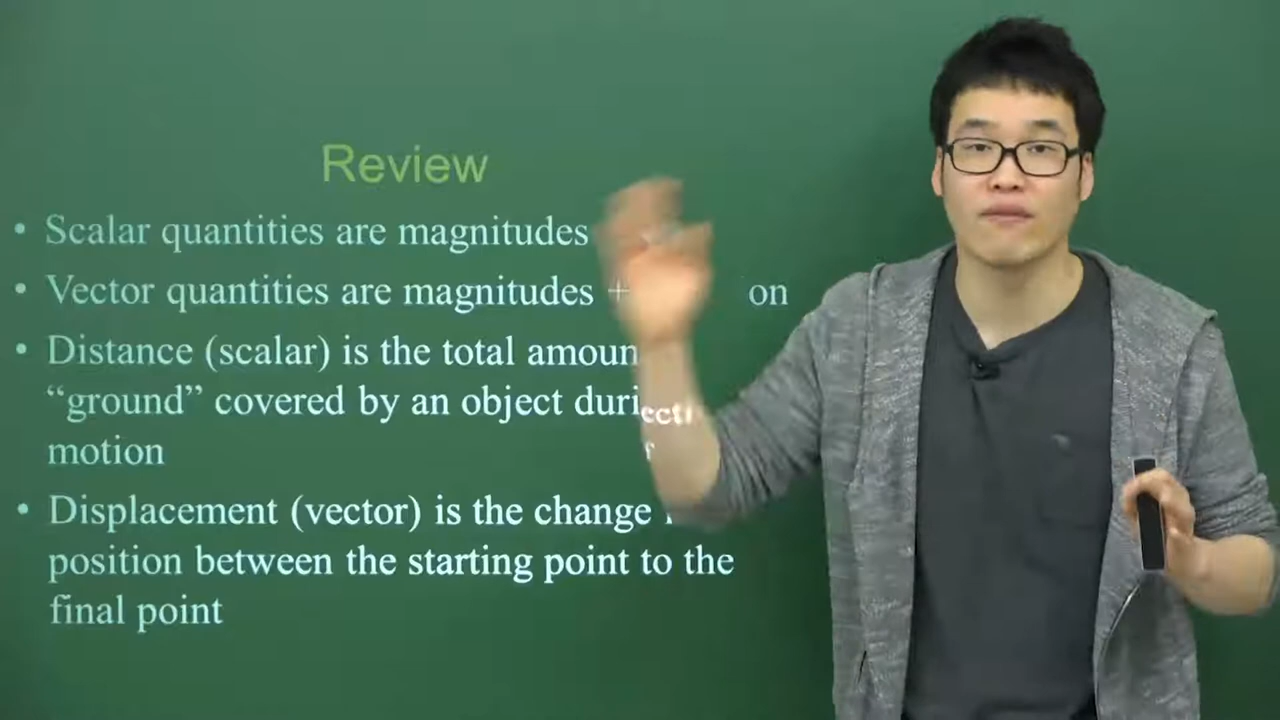 Review
• Scalar quantities are magnitudes
• Vector quantities are magnitudes + on
• Distance (scalar) is the total amoun
“ground” covered by an object duri
motion
• Displacement (vector) is the change
position between the starting point to the
final point